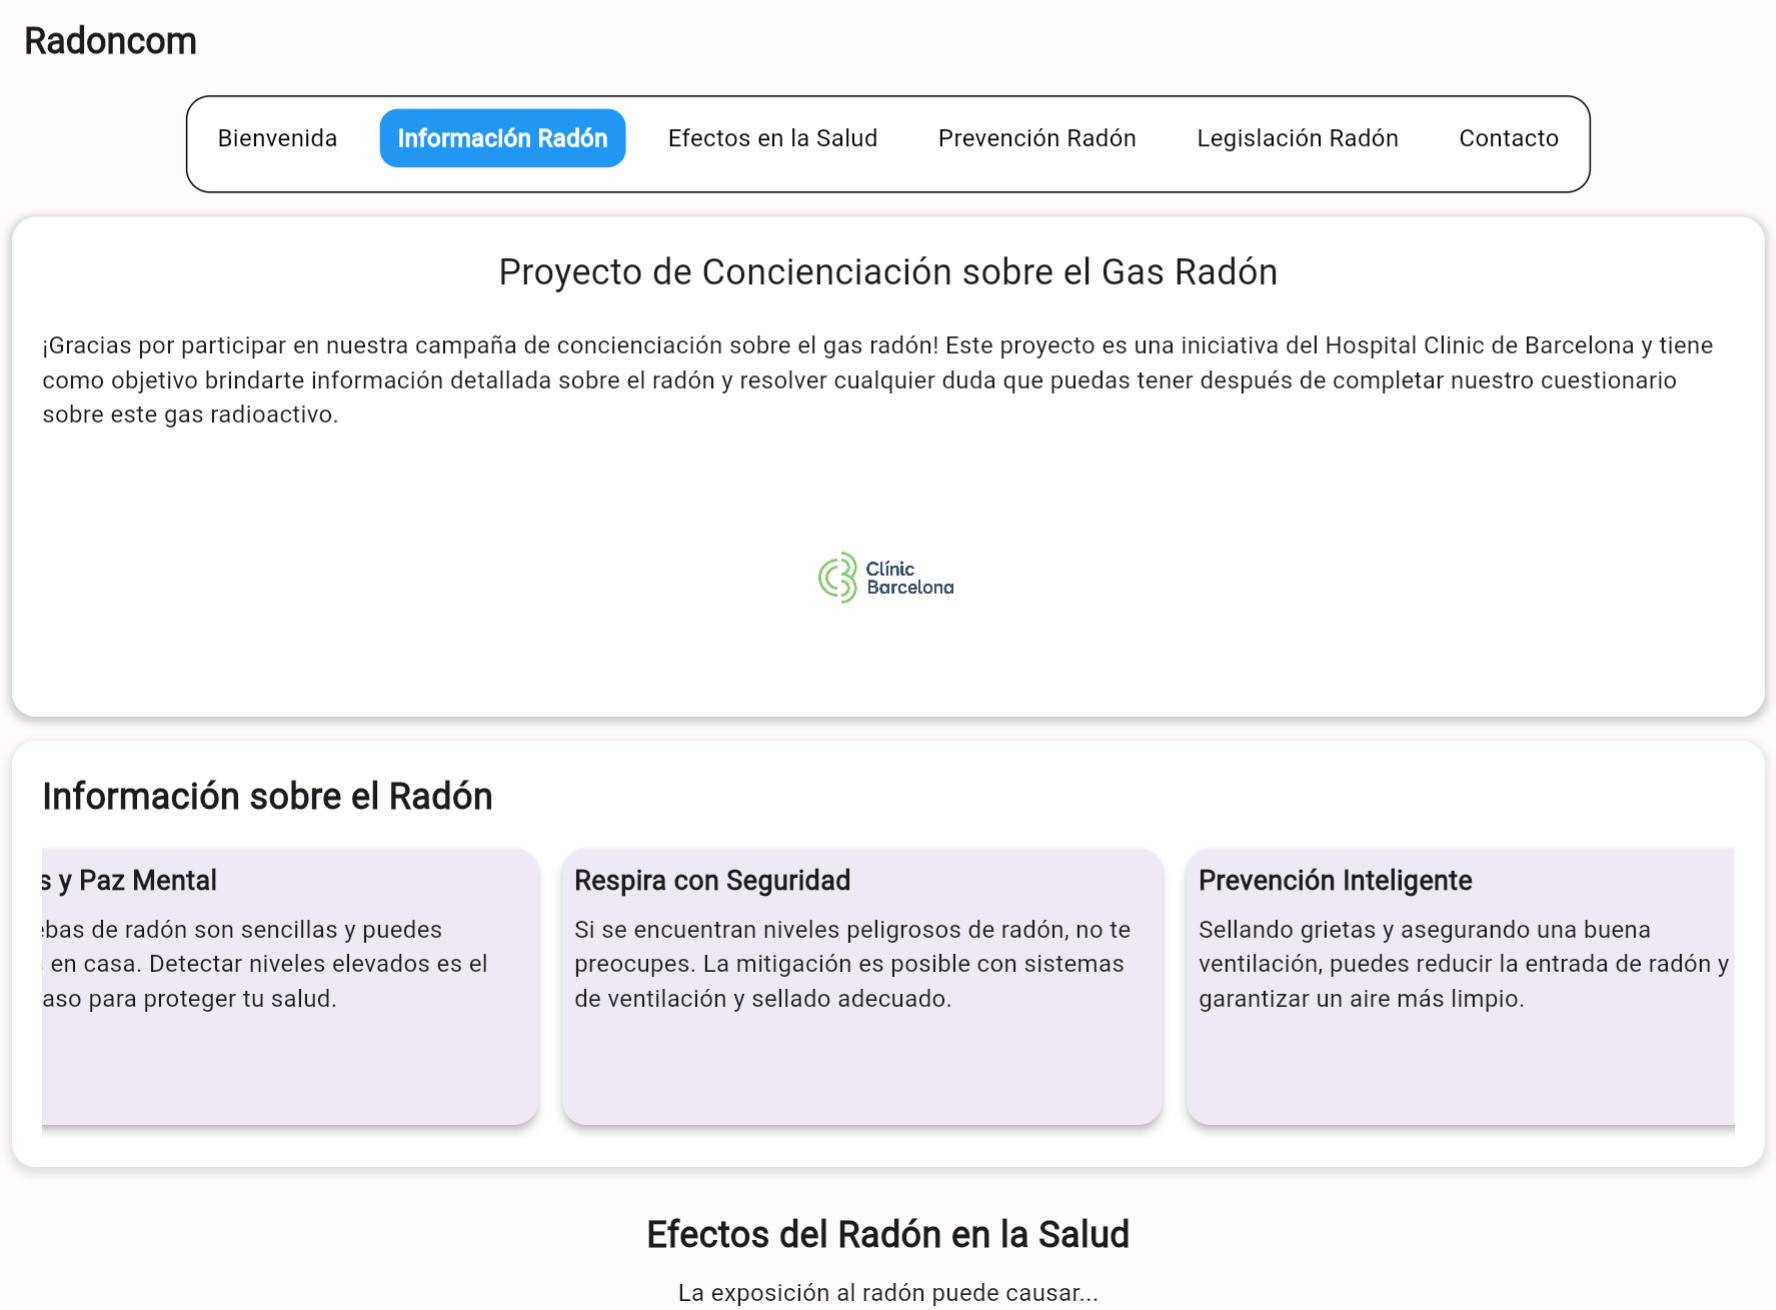 Radoncom
Bienvenida
Información Radón
Efectos en la Salud
Prevención Radón
Legislación Radón
Contacto
Proyecto de Concienciación sobre el Gas Radón
¡Gracias por participar en nuestra campaña de concienciación sobre el gas radón! Este proyecto es una iniciativa del Hospital Clinic de Barcelona y tiene
como objetivo brindarte información detallada sobre el radón y resolver cualquier duda que puedas tener después de completar nuestro cuestionario
sobre este gas radioactivo.
Clínic
Barcelona
Información sobre el Radón
s y Paz Mental
de radón son sencillas y puedes
en casa. Detectar niveles elevados es el
para proteger tu salud.
Respira con Seguridad
Si se encuentran niveles peligrosos de radón, no te
preocupes. La mitigación es posible con sistemas
de ventilación y sellado adecuado.
Prevención Inteligente
Sellando grietas y asegurando una buena
ventilación, puedes reducir la entrada de radón y
garantizar un aire más limpio.
Efectos del Radón en la Salud
La exposición al radón puede causar...